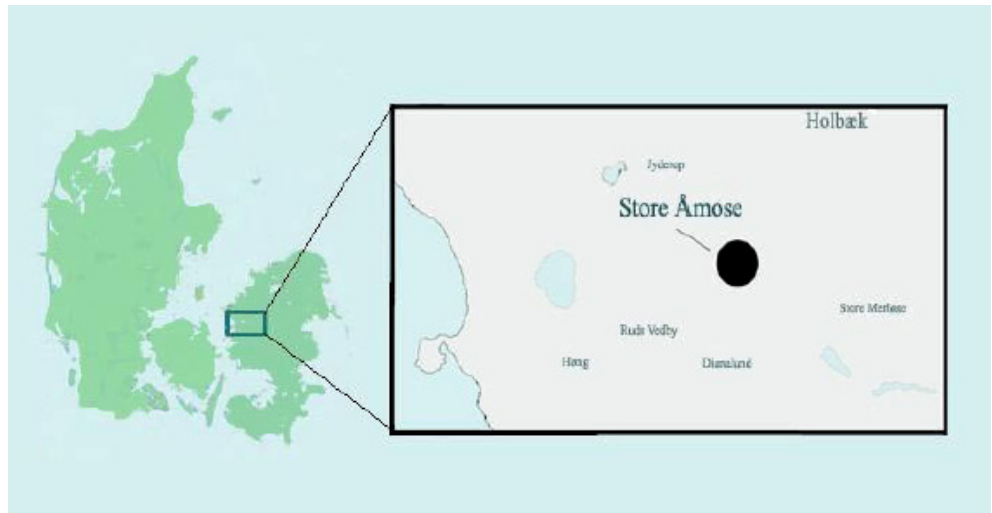 Holbæk
Jyderup
Store Åmose
Store Merløse
Ruds Vedby
Høng
Dianalund